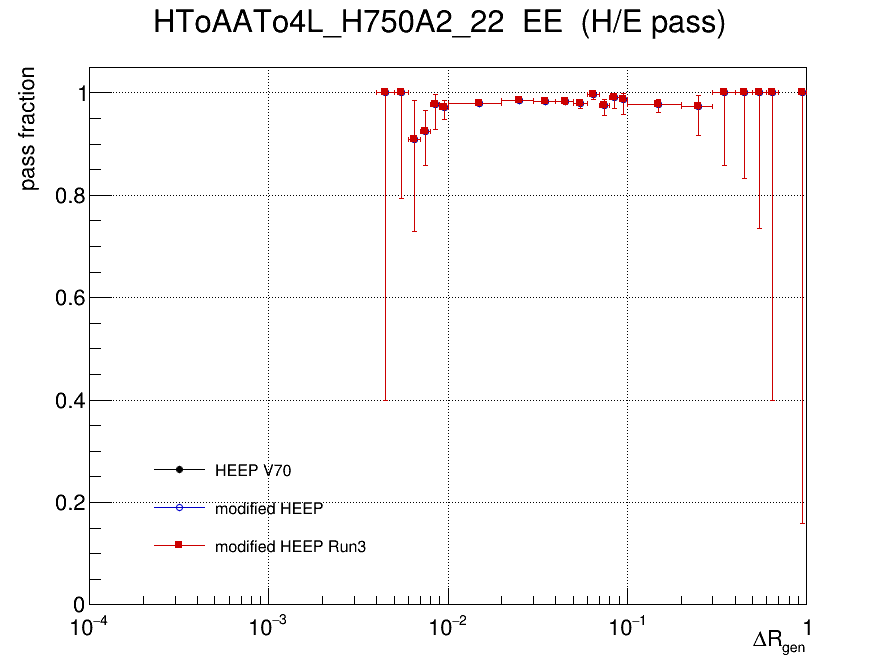 HToAATo4L_H750A2_22 EE (H/E pass)
pass fraction
1
0.8
0.6
0.4
0.2
0
HEEP V70
modified HEEP
modified HEEP Run3
10⁻⁴ 10⁻³ 10⁻² 10⁻¹ 1
ΔR_gen